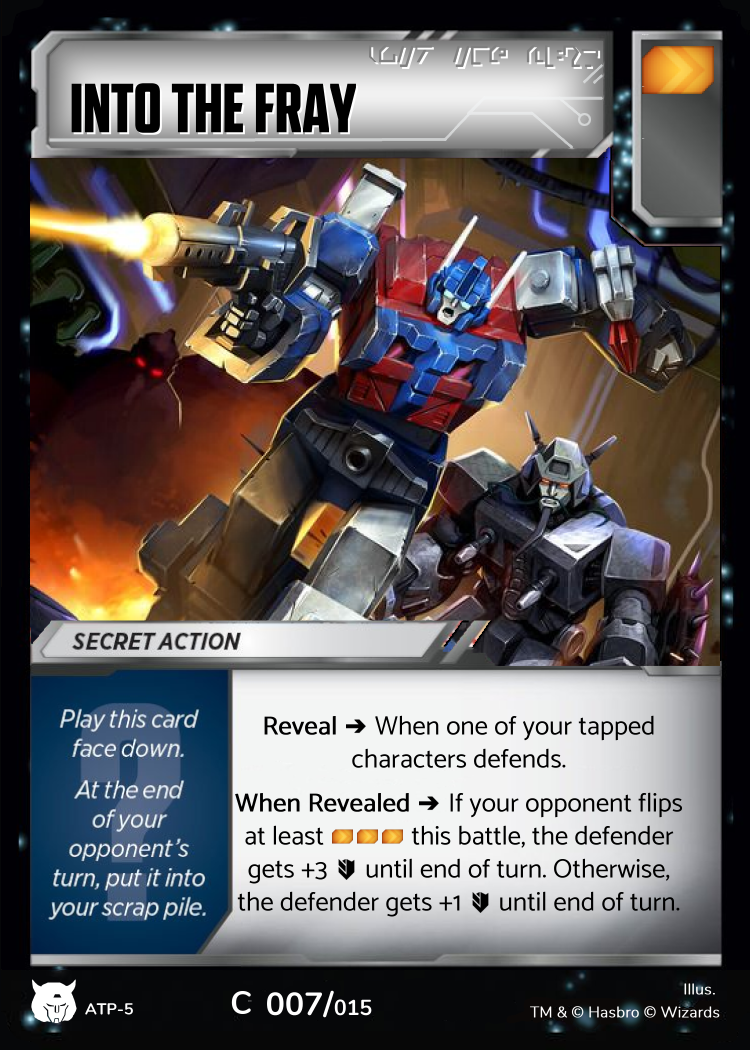 INTO THE FRAY
SECRET ACTION
Play this card
face down.
At the end
of your
opponent's
turn, put it into
your scrap pile.
Reveal ➔ When one of your tapped
characters defends.
When Revealed ➔ If your opponent flips
at least this battle, the defender
gets +3 until end of turn. Otherwise,
the defender gets +1 until end of turn.
ATP-5
C 007/015
Illus.
TM & © Hasbro © Wizards